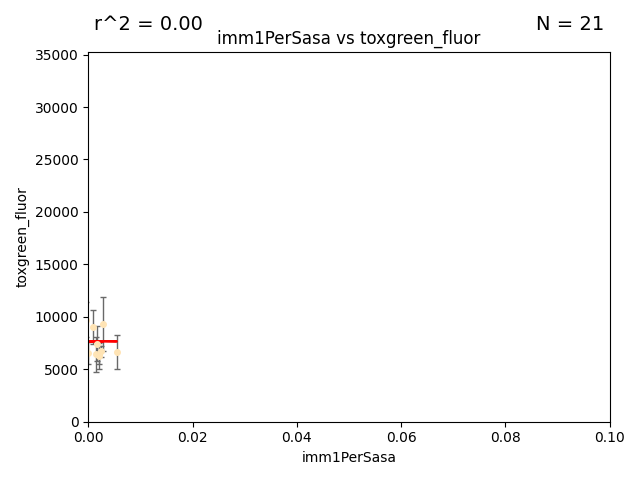 r^2 = 0.00
N = 21
imm1PerSasa vs toxgreen_fluor
35000
30000
25000
20000
15000
10000
5000
0
toxgreen_fluor
0.00
0.02
0.04
0.06
0.08
0.10
imm1PerSasa